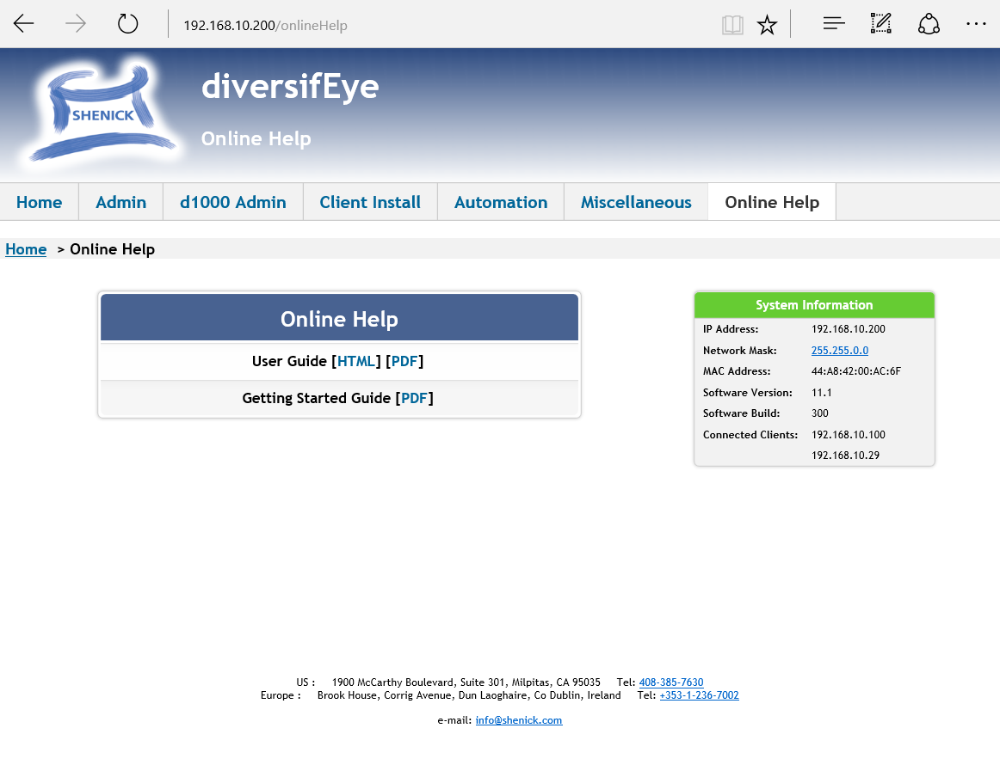 192.168.10.200/onlineHelp
SHENICK
diversifEye
Online Help
Home Admin d1000 Admin Client Install Automation Miscellaneous Online Help
Home > Online Help
Online Help
User Guide [HTML] [PDF]
Getting Started Guide [PDF]
System Information
IP Address: 192.168.10.200
Network Mask: 255.255.0.0
MAC Address: 44:A8:42:00:AC:6F
Software Version: 11.1
Software Build: 300
Connected Clients: 192.168.10.100
192.168.10.29
US : 1900 McCarthy Boulevard, Suite 301, Milpitas, CA 95035 Tel: 408-385-7630
Europe : Brook House, Corrig Avenue, Dun Laoghaire, Co Dublin, Ireland Tel: +353-1-236-7002
e-mail: info@shenick.com